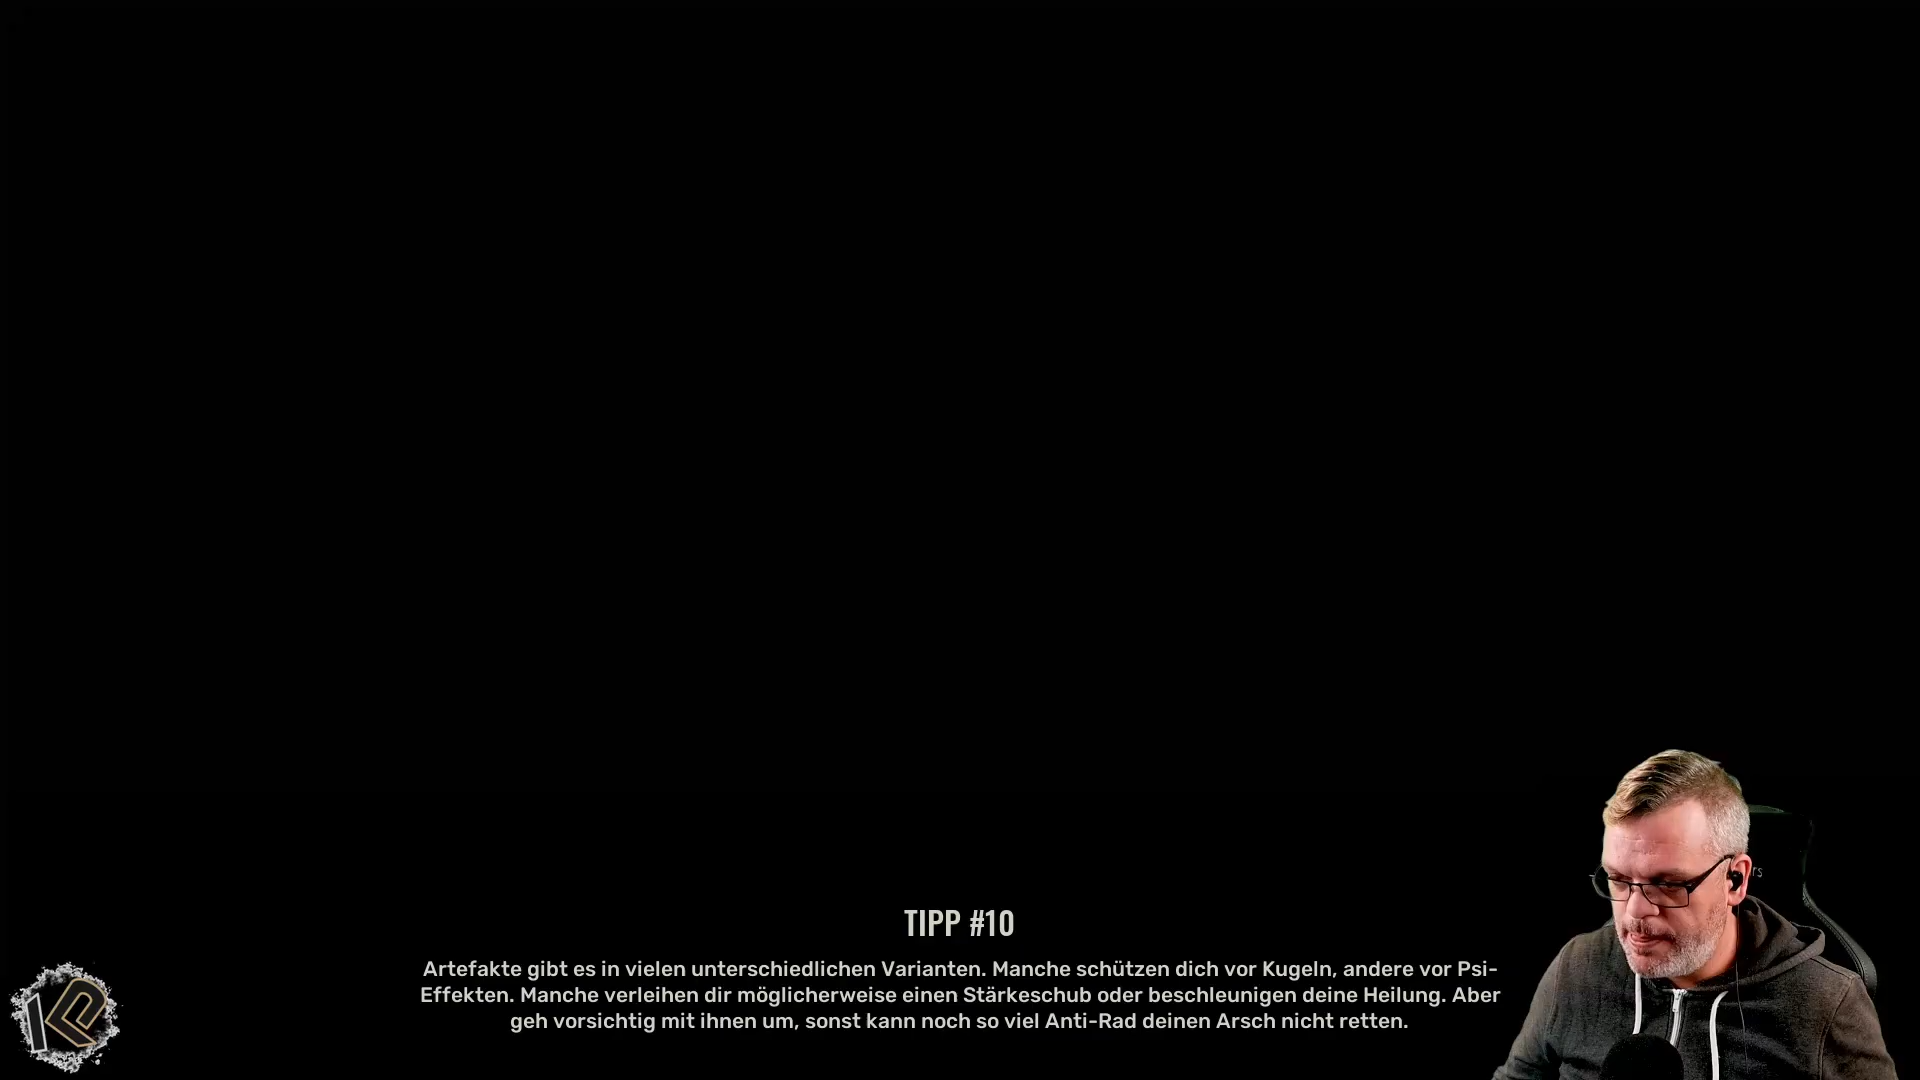 TIPP #10
Artefakte gibt es in vielen unterschiedlichen Varianten. Manche schützen dich vor Kugeln, andere vor Psi-
Effekten. Manche verleihen dir möglicherweise einen Stärkeschub oder beschleunigen deine Heilung. Aber
geh vorsichtig mit ihnen um, sonst kann noch so viel Anti-Rad deinen Arsch nicht retten.